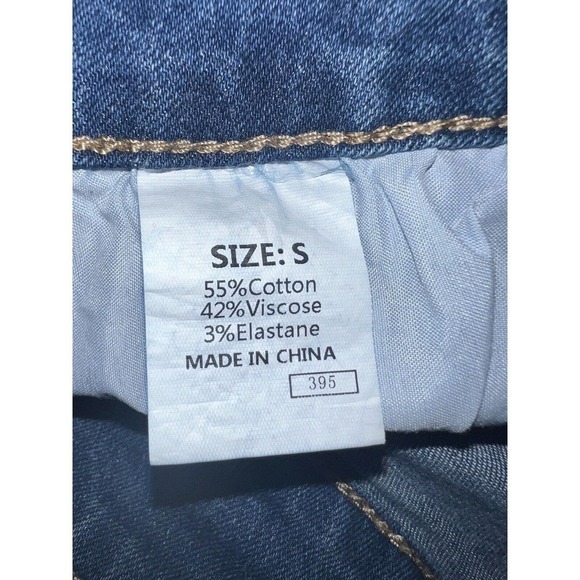 SIZE: S
55%Cotton
42%Viscose
3%Elastane
MADE IN CHINA
395